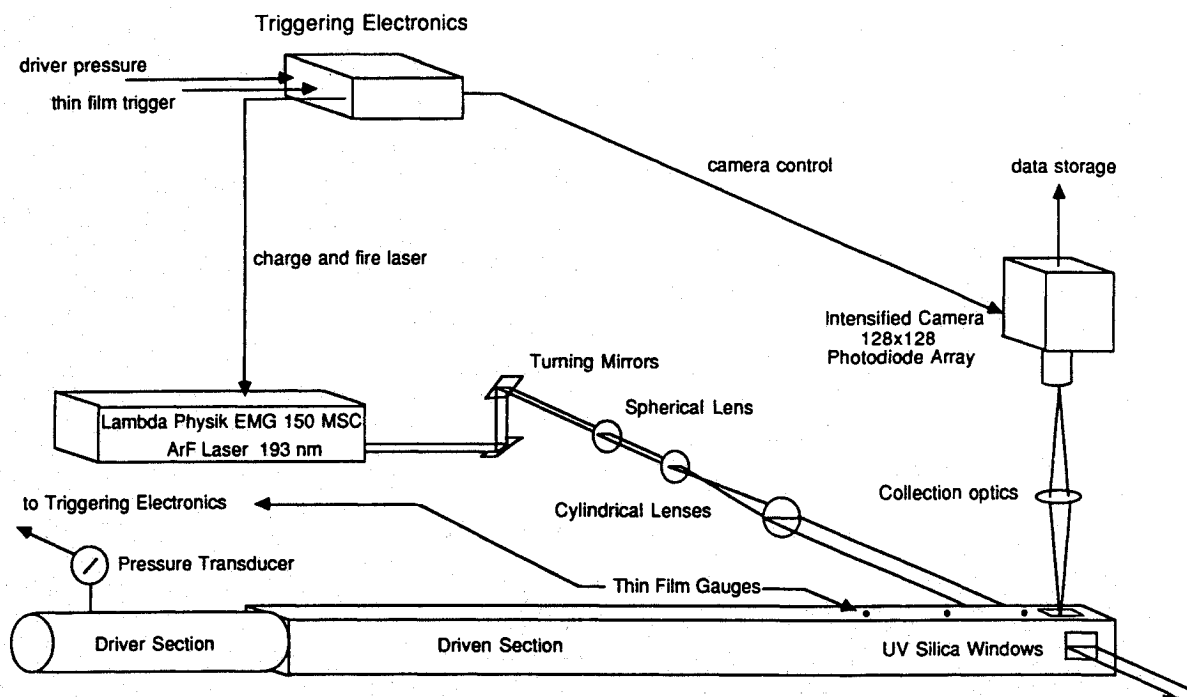 Triggering Electronics
driver pressure
thin film trigger
camera control
data storage
charge and fire laser
Intensified Camera
128x128
Photodiode Array
Turning Mirrors
Spherical Lens
Lambda Physik EMG 150 MSC
ArF Laser 193 nm
Collection optics
to Triggering Electronics
Cylindrical Lenses
Pressure Transducer
Thin Film Gauges
Driver Section
Driven Section
UV Silica Windows